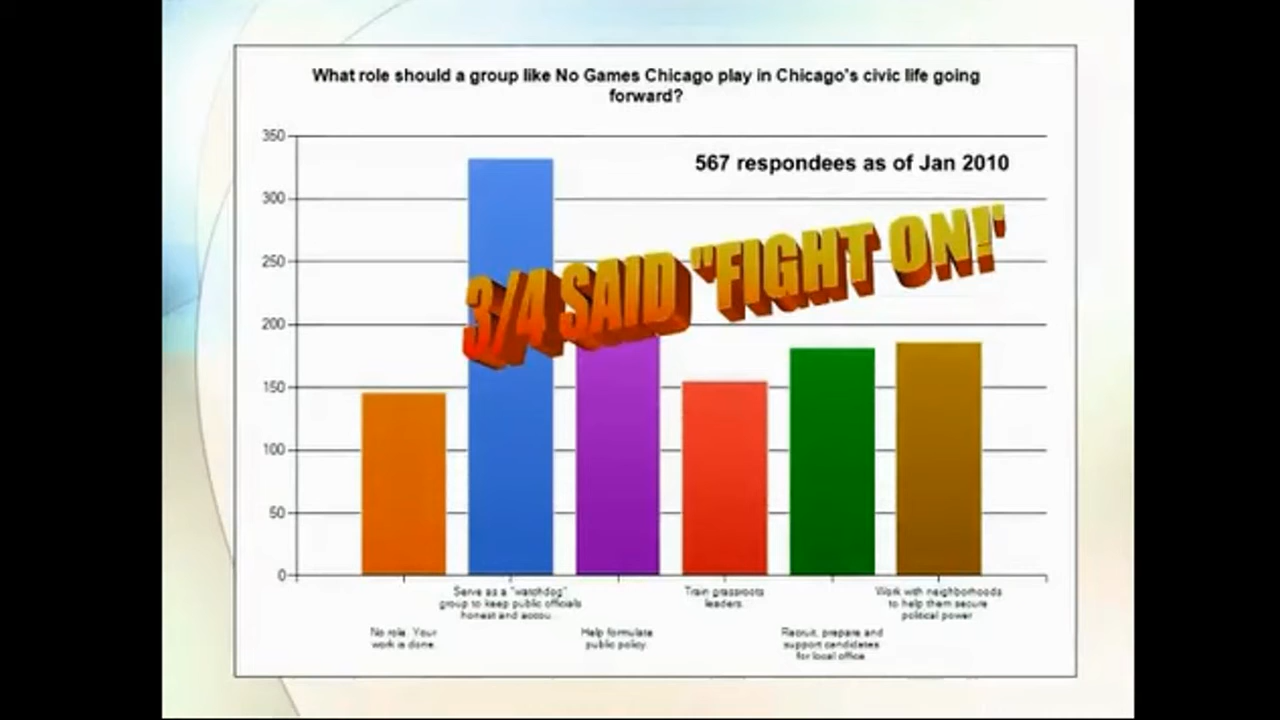 What role should a group like No Games Chicago play in Chicago's civic life going
forward?
350
567 respondees as of Jan 2010
300
250
3/4 SAID "FIGHT ON!"
200
150
100
50
0
Serve as a "watchdog"
group to keep public officials
honest and accou...
Train grassroots
leaders.
Work with neighborhoods
to help them secure
political power
No role. Your
work is done.
Help formulate
public policy.
Recruit, prepare and
support candidates
for local office